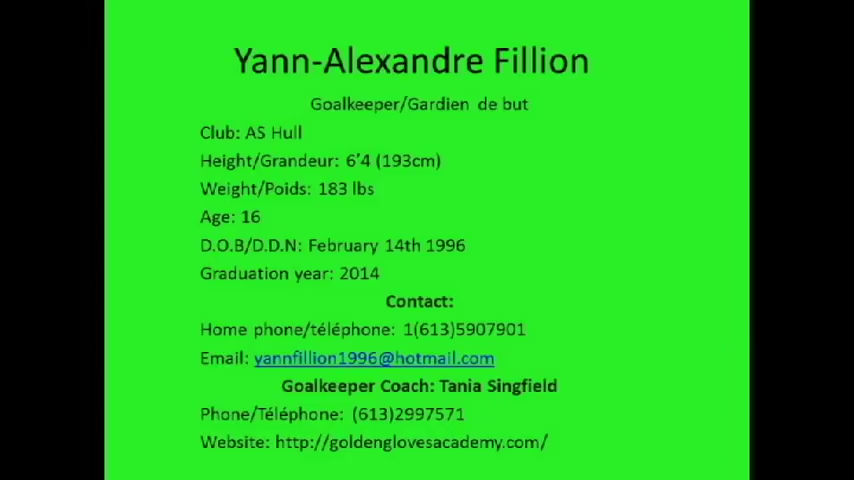 Yann-Alexandre Fillion
Goalkeeper/Gardien de but
Club: AS Hull
Height/Grandeur: 6'4 (193cm)
Weight/Poids: 183 lbs
Age: 16
D.O.B/D.D.N: February 14th 1996
Graduation year: 2014
Contact:
Home phone/téléphone: 1(613)5907901
Email: yannfillion1996@hotmail.com
Goalkeeper Coach: Tania Singfield
Phone/Téléphone: (613)2997571
Website: http://goldenglovesacademy.com/